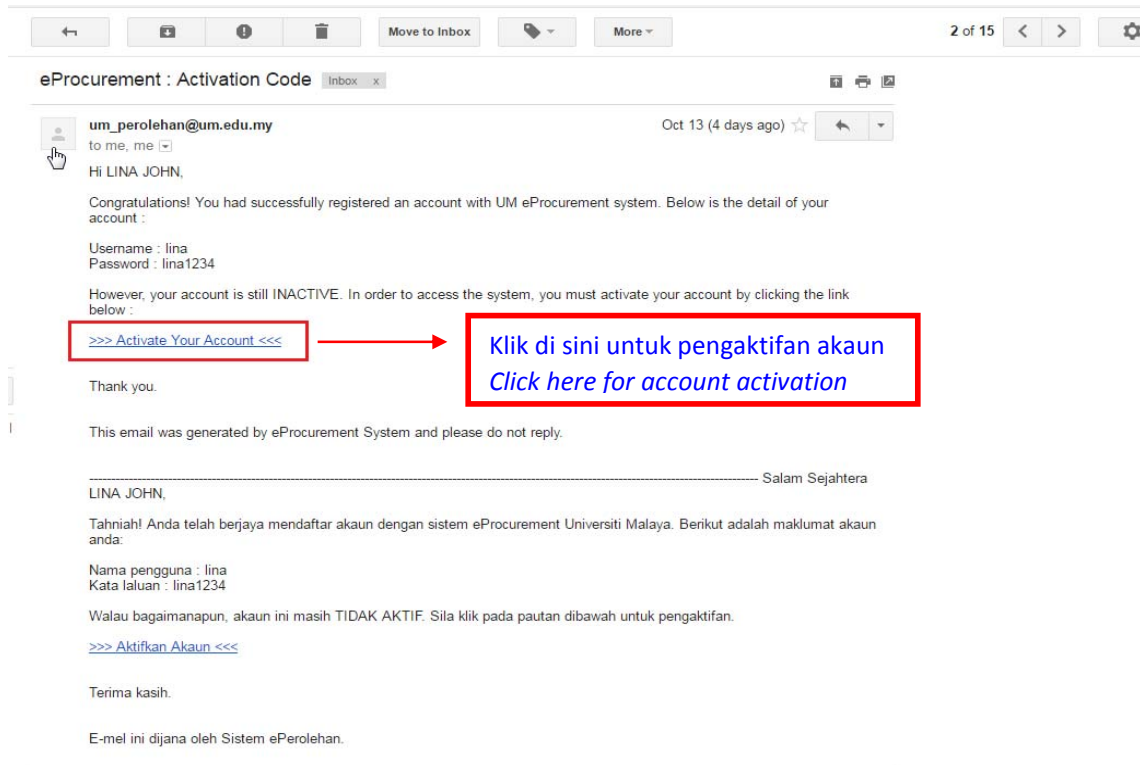 Move to Inbox
More
2 of 15
eProcurement : Activation Code Inbox x
um_perolehan@um.edu.my Oct 13 (4 days ago)
to me, me
Hi LINA JOHN,
Congratulations! You had successfully registered an account with UM eProcurement system. Below is the detail of your
account :
Username : lina
Password : lina1234
However, your account is still INACTIVE. In order to access the system, you must activate your account by clicking the link
below :
>>> Activate Your Account <<<
Klik di sini untuk pengaktifan akaun
Click here for account activation
Thank you.
This email was generated by eProcurement System and please do not reply.
---------------------------------------------------------------------------------------------------------------------------------------- Salam Sejahtera
LINA JOHN,
Tahniah! Anda telah berjaya mendaftar akaun dengan sistem eProcurement Universiti Malaya. Berikut adalah maklumat akaun
anda:
Nama pengguna : lina
Kata laluan : lina1234
Walau bagaimanapun, akaun ini masih TIDAK AKTIF. Sila klik pada pautan dibawah untuk pengaktifan.
>>> Aktifkan Akaun <<<
Terima kasih.
E-mel ini dijana oleh Sistem ePerolehan.